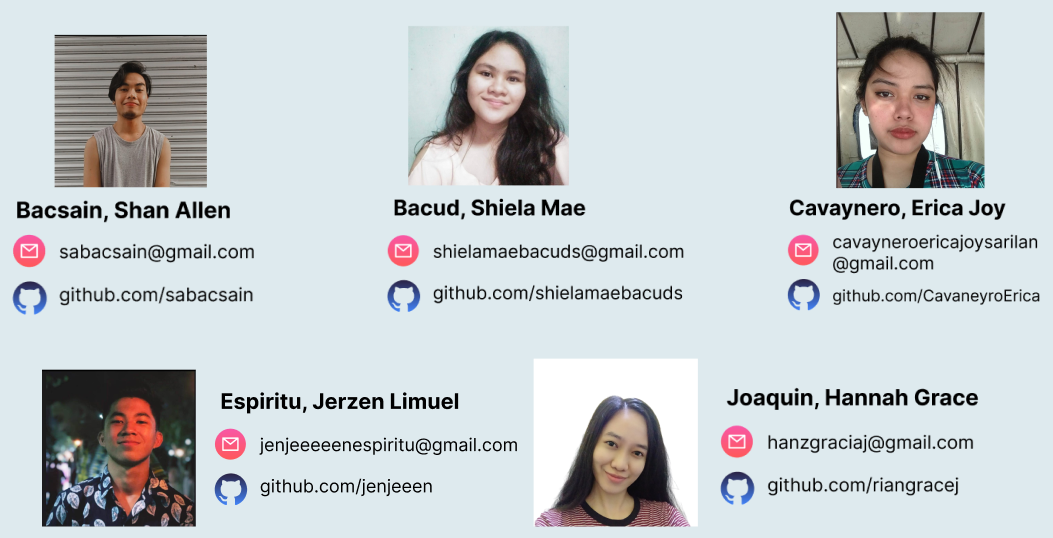 Bacsain, Shan Allen
sabacsain@gmail.com
github.com/sabacsain
Bacud, Shiela Mae
shielamaebacuds@gmail.com
github.com/shielamaebacuds
Cavaynero, Erica Joy
cavayneroericajoysarilan
@gmail.com
github.com/CavaneyroErica
Espiritu, Jerzen Limuel
jenjeeeeenespiritu@gmail.com
github.com/jenjeeen
Joaquin, Hannah Grace
hanzgraciaj@gmail.com
github.com/riangracej